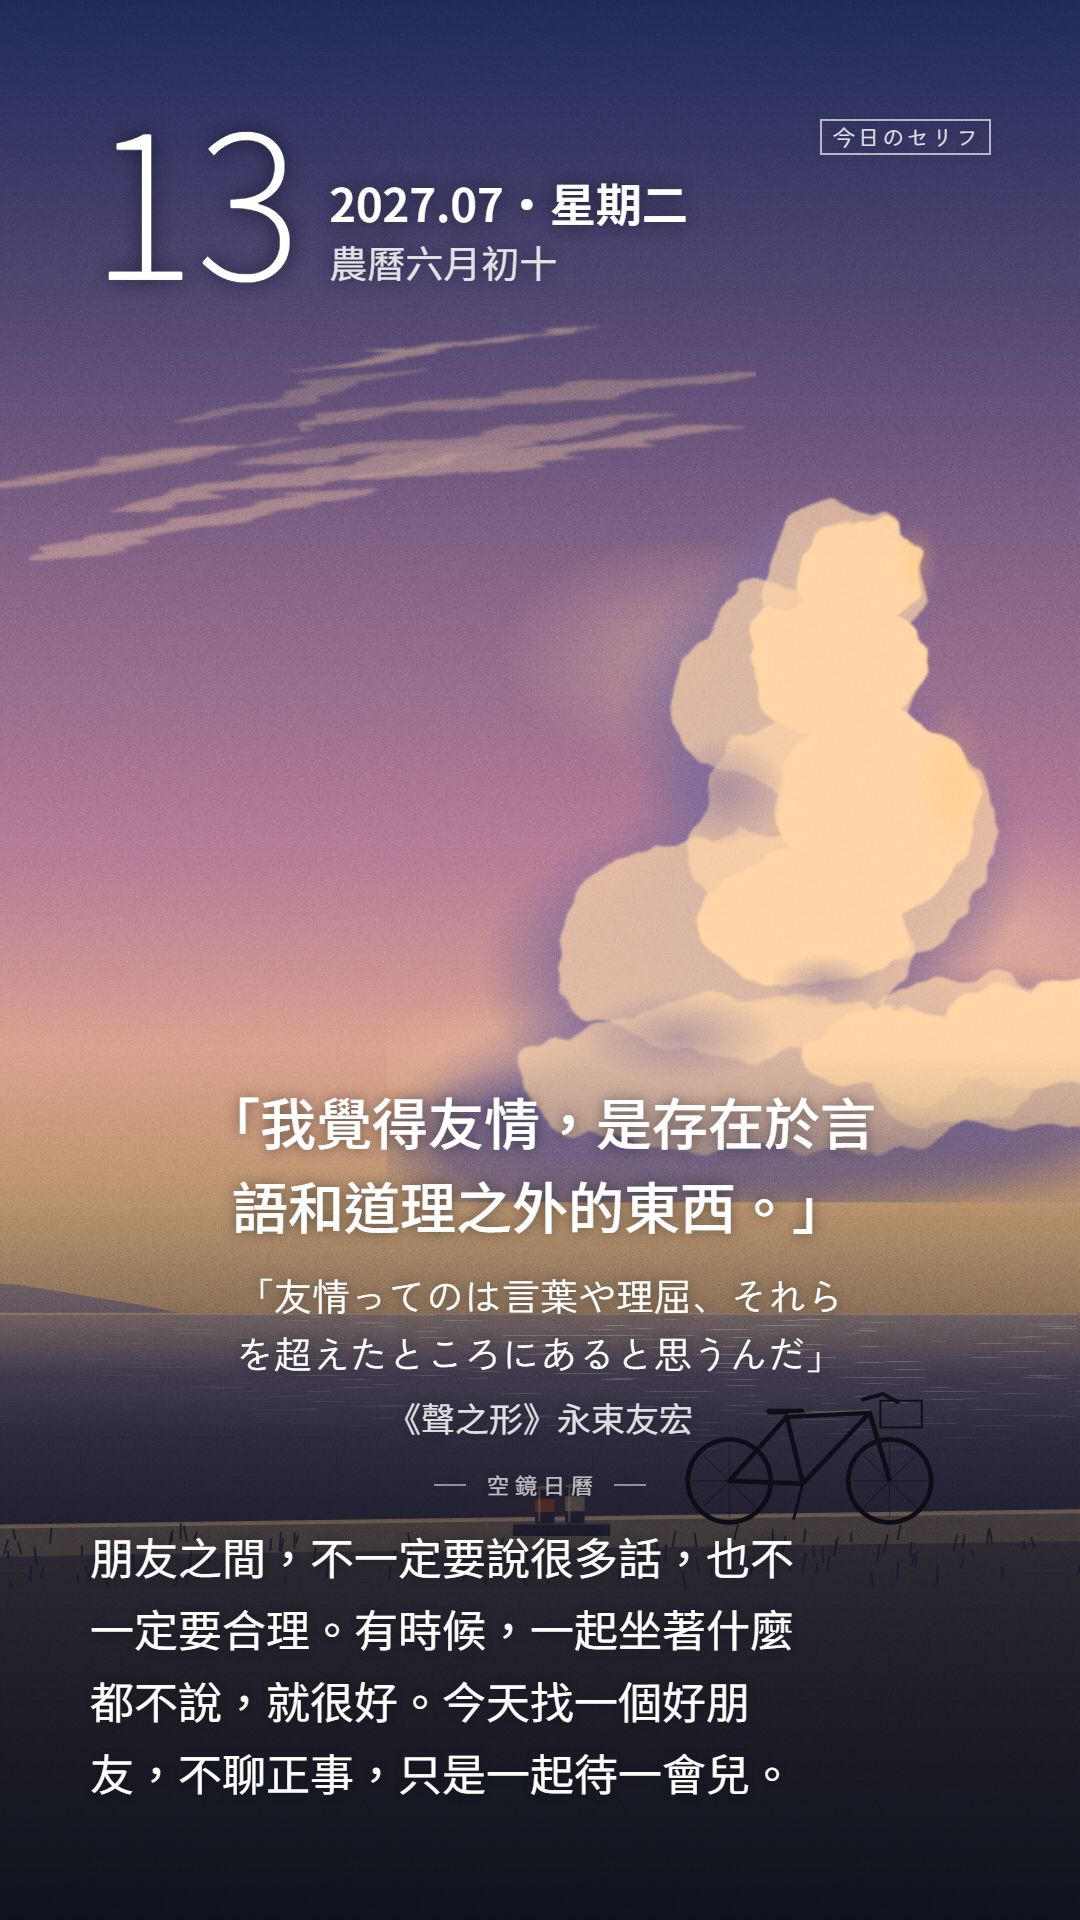 13
今日のセリフ
2027.07・星期二
農曆六月初十
「我覺得友情，是存在於言
語和道理之外的東西。」
「友情ってのは言葉や理屈、それら
を超えたところにあると思うんだ」
《聲之形》永束友宏
空鏡日曆
朋友之間，不一定要說很多話，也不
一定要合理。有時候，一起坐著什麼
都不說，就很好。今天找一個好朋
友，不聊正事，只是一起待一會兒。